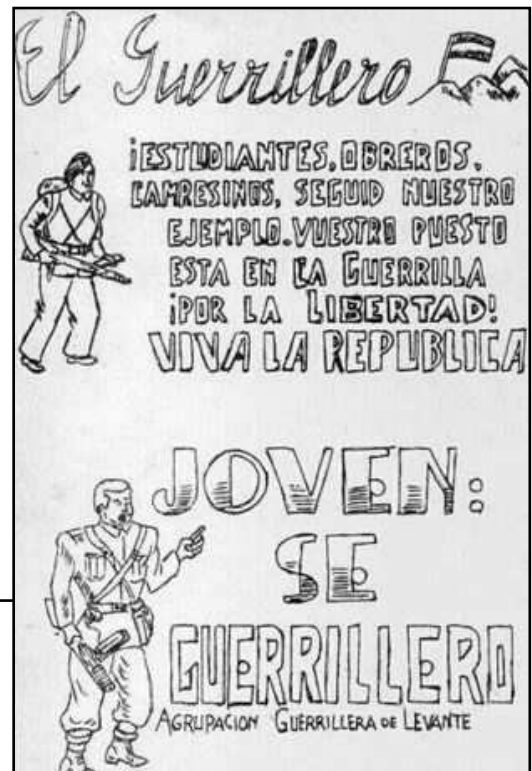 El Guerrillero
¡ESTUDIANTES, OBREROS,
CAMPESINOS, SEGUID NUESTRO
EJEMPLO. VUESTRO PUESTO
ESTA EN LA GUERRILLA
¡POR LA LIBERTAD!
VIVA LA REPUBLICA
JOVEN:
SE
GUERRILLERO
AGRUPACION GUERRILLERA DE LEVANTE